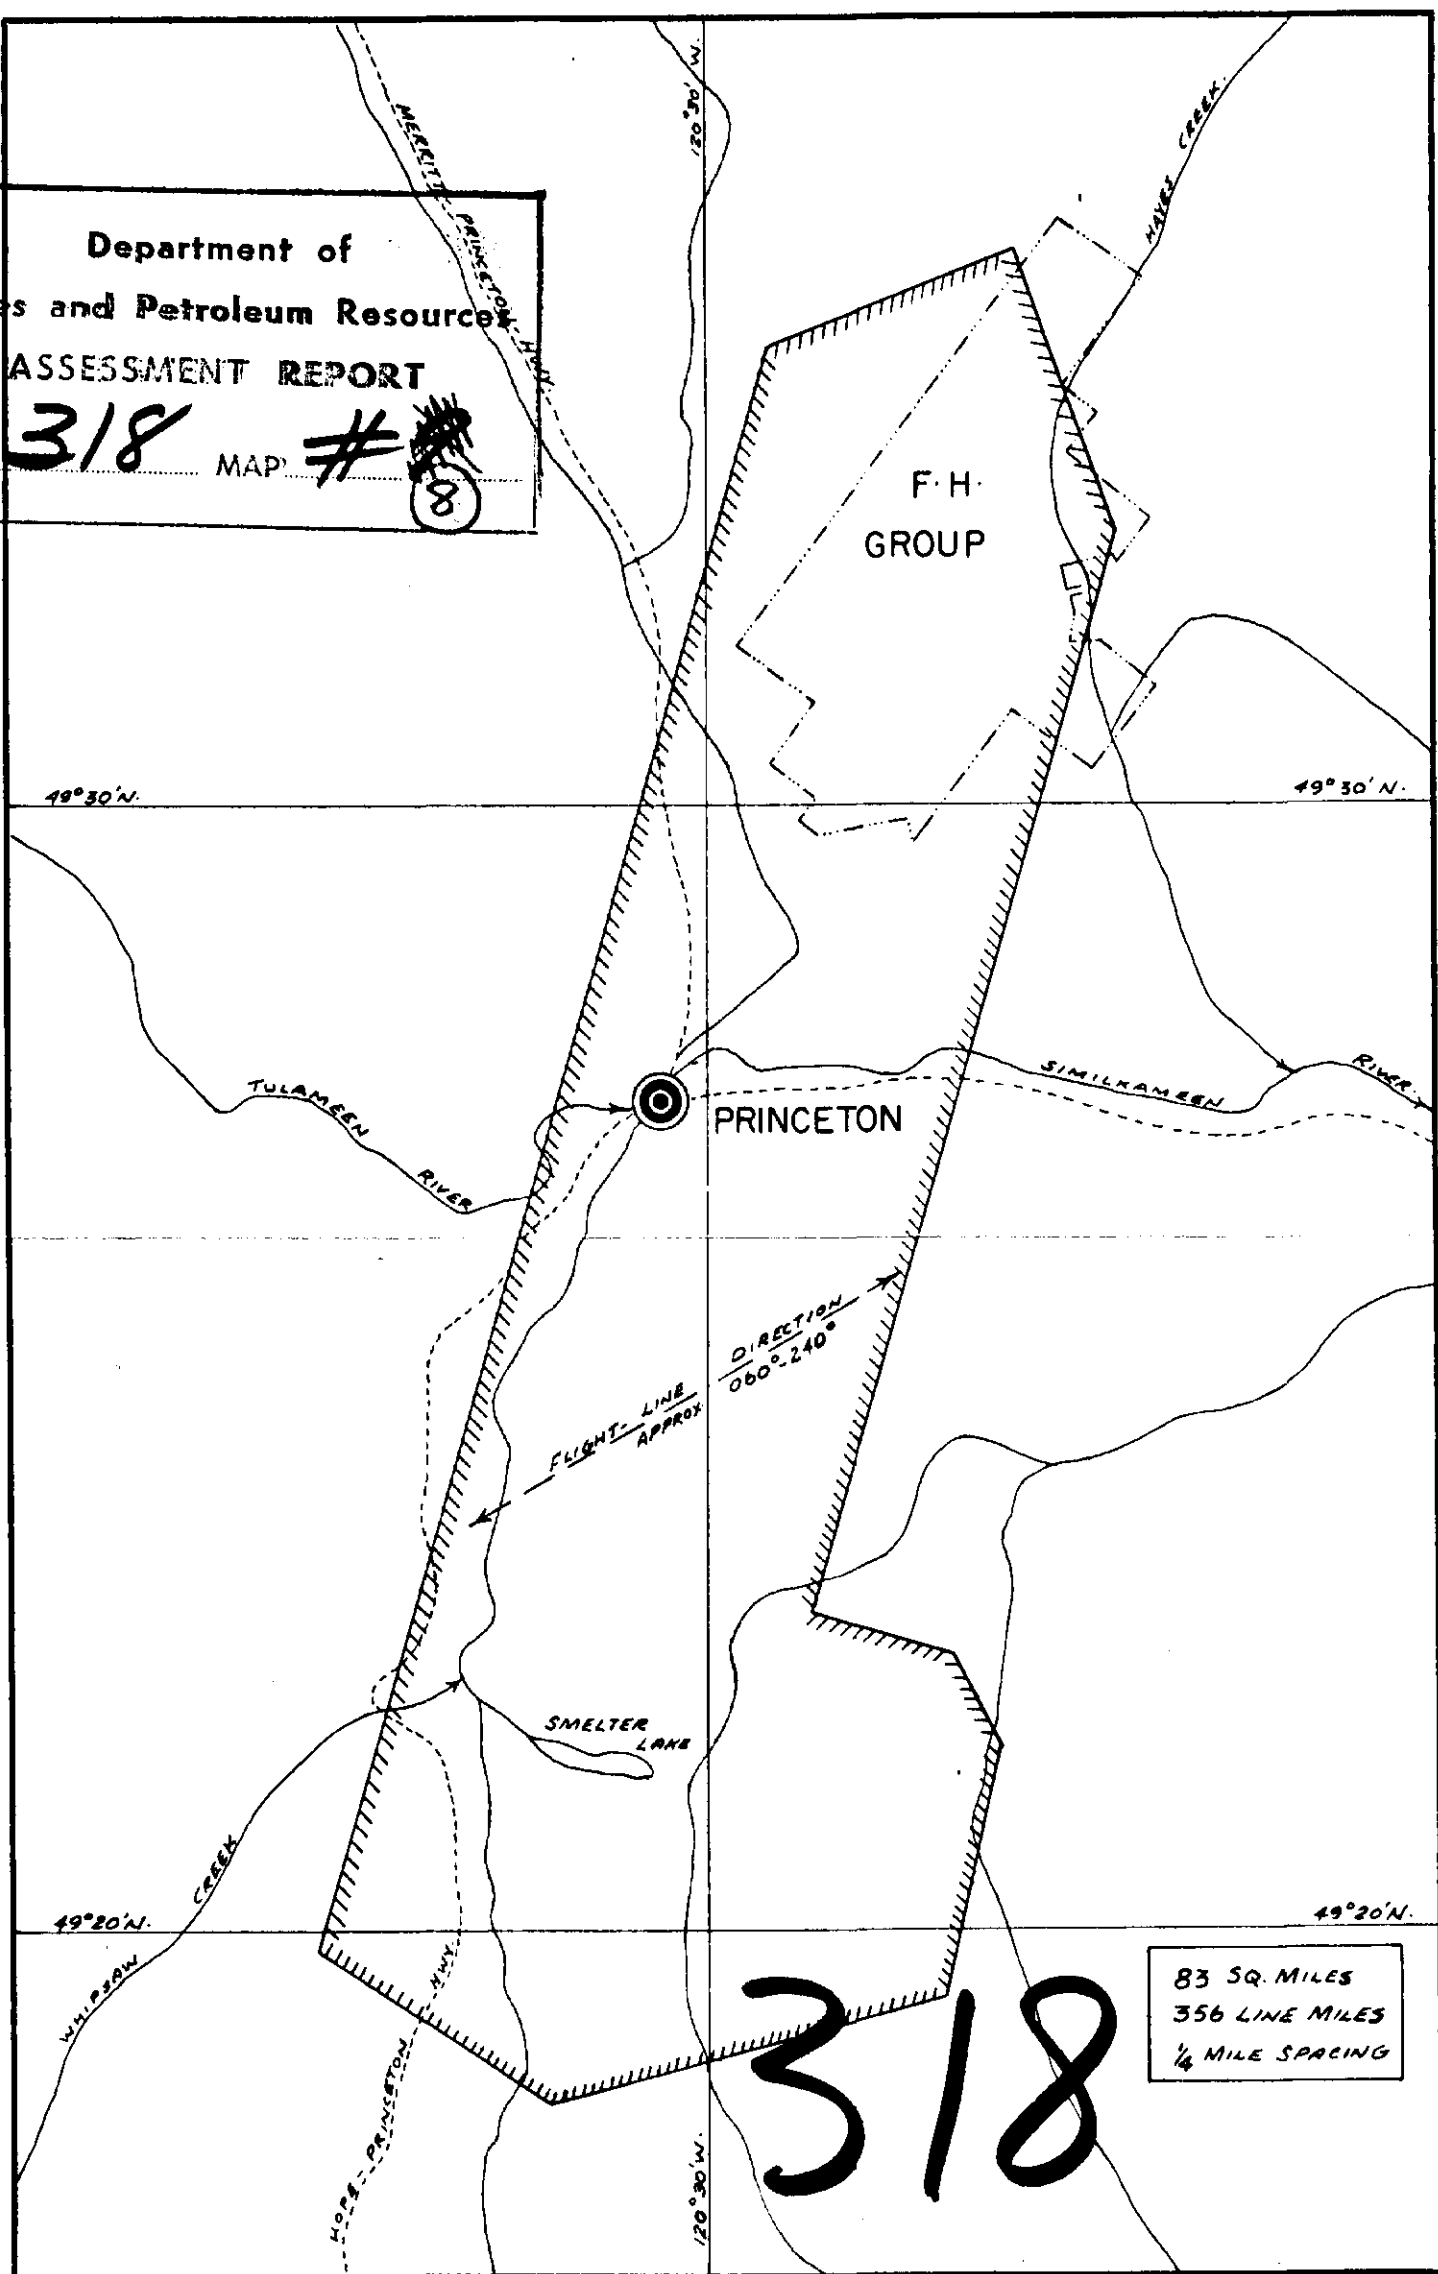 120°30'W.
CREEK
HAYES
MERRITT - PRINCETON HWY.
Department of
s and Petroleum Resources
ASSESSMENT REPORT
318 MAP #
8
F. H.
GROUP
49°30'N.
49°30'N.
TULAMEEN
RIVER
PRINCETON
SIMILKAMEEN
RIVER
FLIGHT-LINE DIRECTION
APPROX. 060°-240°
SMELTER
LAKE
WHIPSAW
CREEK
49°20'N.
49°20'N.
HOPE - PRINCETON HWY.
83 SQ. MILES
356 LINE MILES
1/4 MILE SPACING
318
120°30'W.